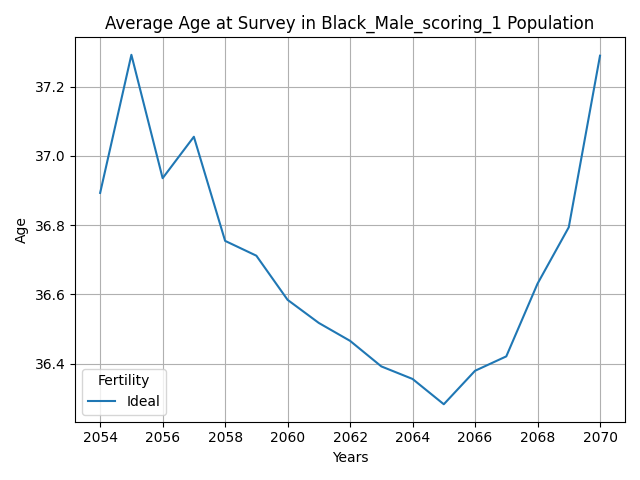 Average Age at Survey in Black_Male_scoring_1 Population
37.2
37.0
36.8
36.6
36.4
Age
Fertility
Ideal
2054 2056 2058 2060 2062 2064 2066 2068 2070
Years